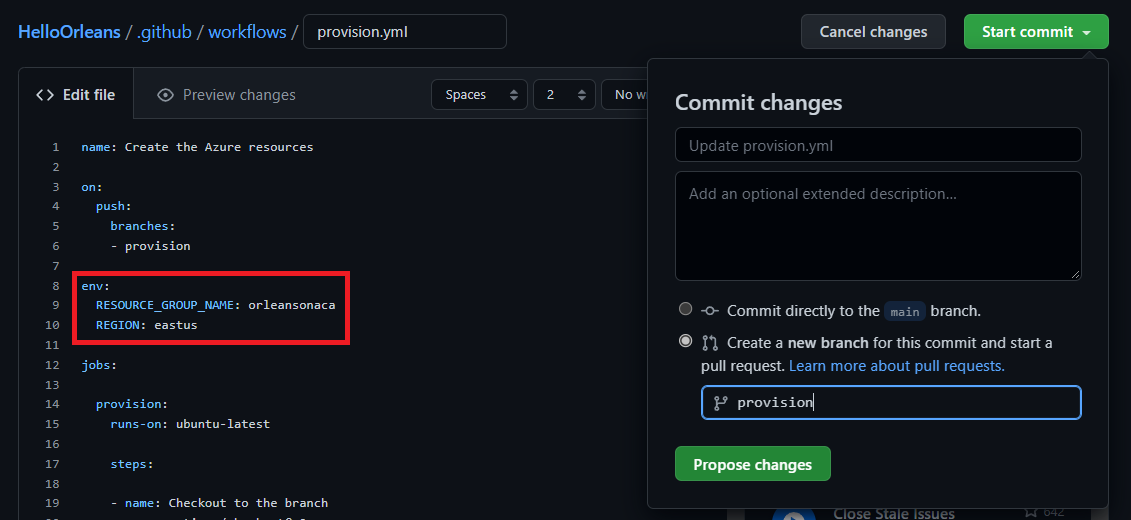 HelloOrleans / .github / workflows / provision.yml
Cancel changes
Start commit
Edit file
Preview changes
Spaces
2
No w
1 name: Create the Azure resources
2
3 on:
4 push:
5 branches:
6 - provision
7
8 env:
9 RESOURCE_GROUP_NAME: orleansonaca
10 REGION: eastus
11
12 jobs:
13
14 provision:
15 runs-on: ubuntu-latest
16
17 steps:
18
19 - name: Checkout to the branch
Commit changes
Update provision.yml
Add an optional extended description…
Commit directly to the main branch.
Create a new branch for this commit and start a
pull request. Learn more about pull requests.
provision
Propose changes
Close Stale Issues
642